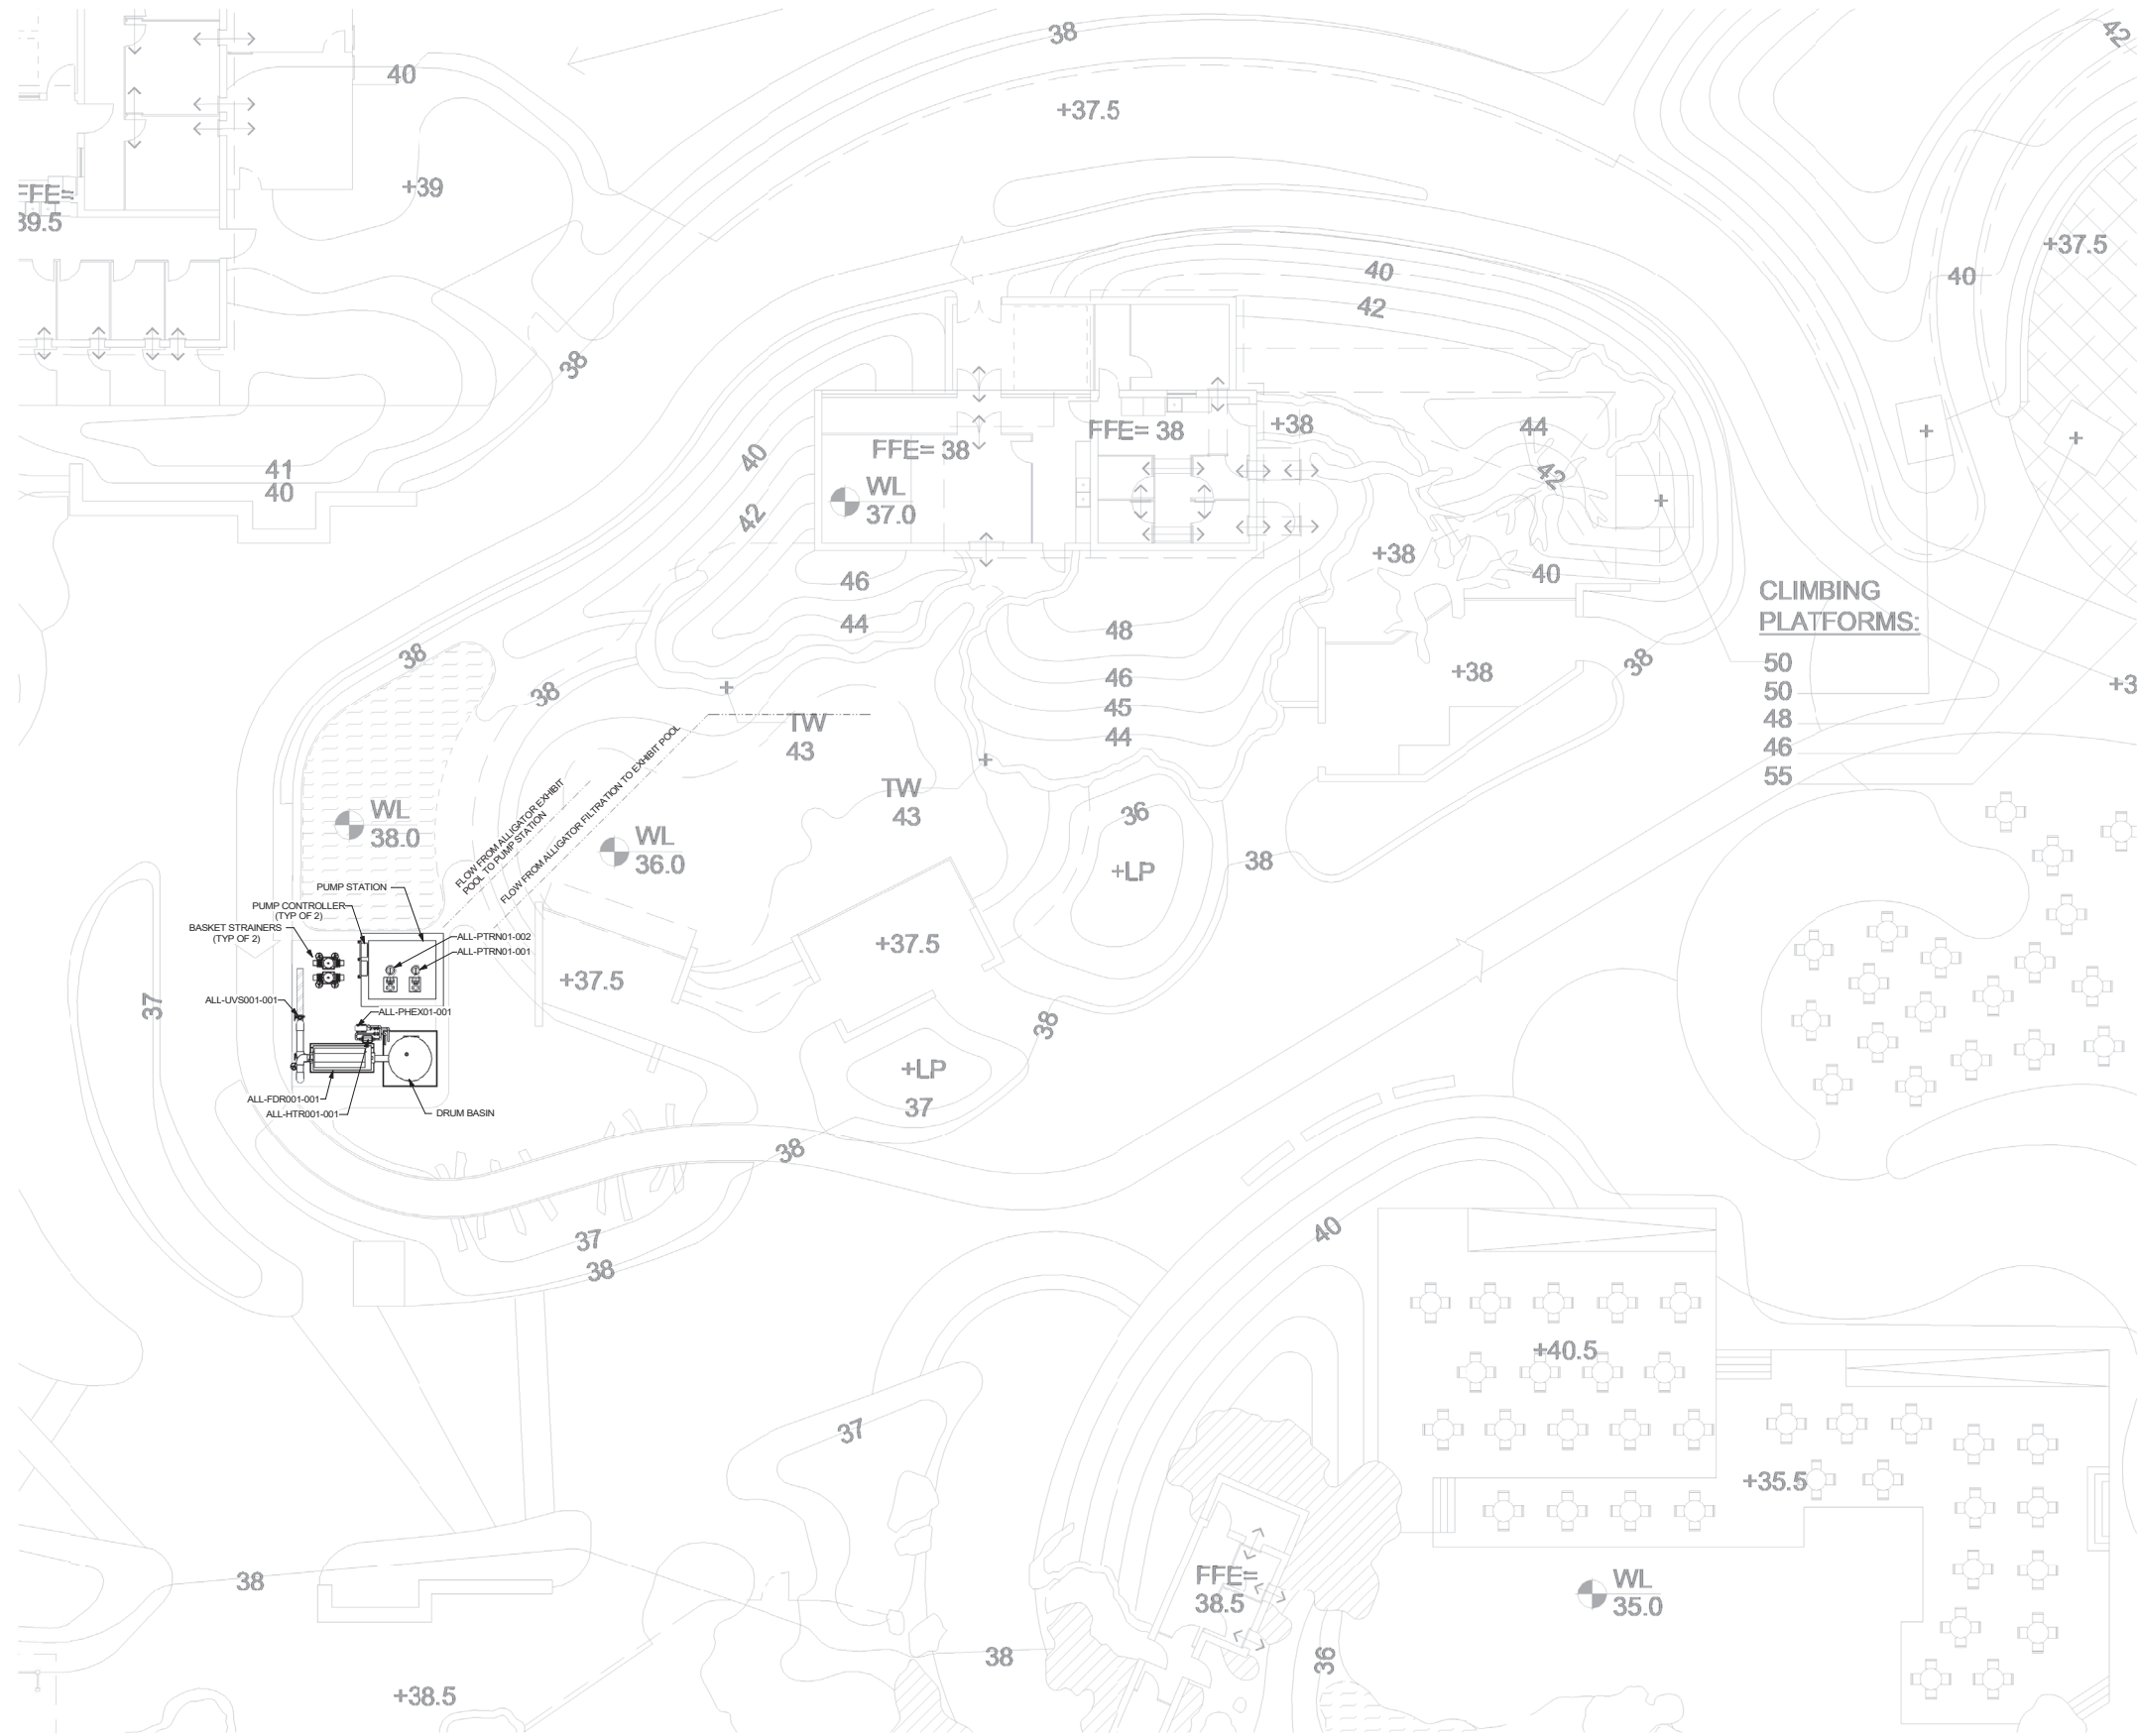 38
42
40
+37.5
+39
FFE=
39.5
+37.5
40
42
40
38
40
FFE= 38
FFE= 38
+38
44
42
41
40
42
WL
37.0
+38
40
46
44
48
46
45
44
CLIMBING
PLATFORMS:
50
50
48
46
55
38
38
+38
38
TW
43
TW
43
36
+LP
38
WL
38.0
WL
36.0
FLOW FROM ALLIGATOR EXHIBIT
POOL TO PUMP STATION
FLOW FROM ALLIGATOR FILTRATION TO EXHIBIT POOL
PUMP STATION
PUMP CONTROLLER
(TYP OF 2)
BASKET STRAINERS
(TYP OF 2)
ALL-PTRN01-002
ALL-PTRN01-001
ALL-UVS001-001
ALL-PHEX01-001
ALL-FDR001-001
ALL-HTR001-001
DRUM BASIN
+37.5
+37.5
37
38
+LP
37
38
37
38
40
+40.5
37
+35.5
38
FFE=
38.5
WL
35.0
38
36
+38.5